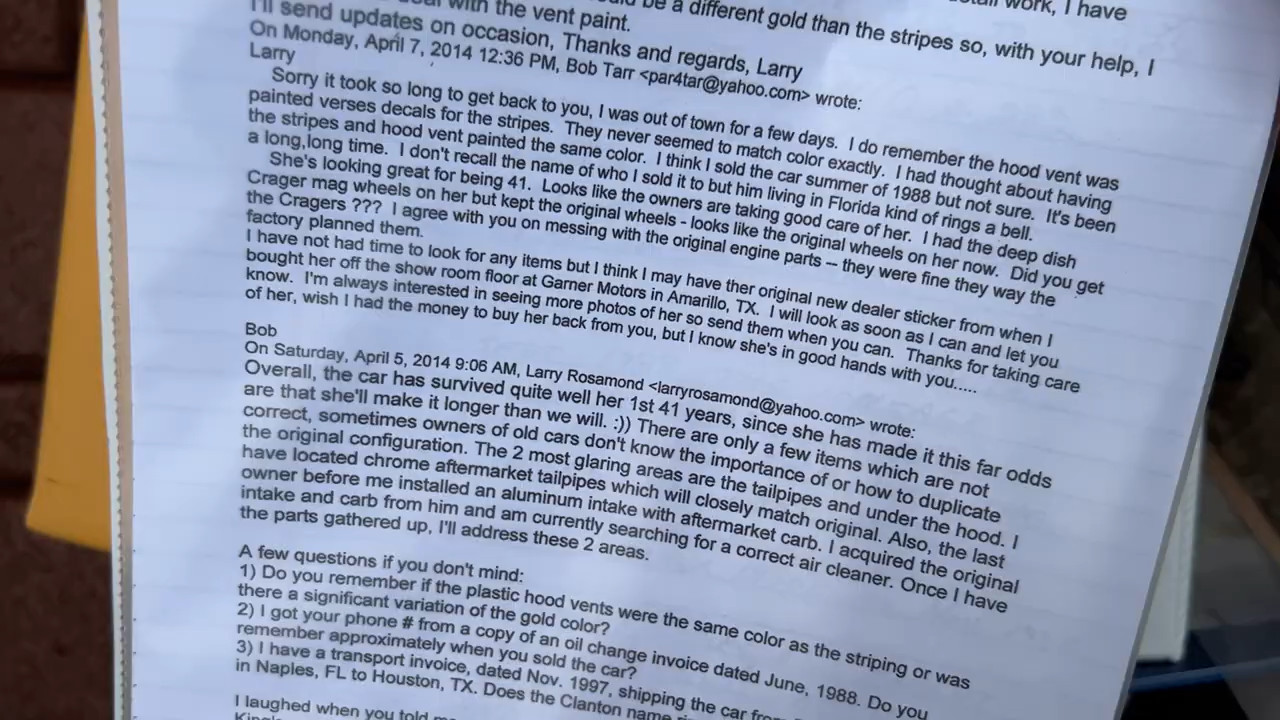 be a different gold than the stripes so, with your help, I
work, I have
with the vent paint.
I'll send updates on occasion, Thanks and regards, Larry
On Monday, April 7, 2014 12:36 PM, Bob Tarr <par4tar@yahoo.com> wrote:
Larry
Sorry it took so long to get back to you, I was out of town for a few days. I do remember the hood vent was
painted verses decals for the stripes. They never seemed to match color exactly. I had thought about having
the stripes and hood vent painted the same color. I think I sold the car summer of 1988 but not sure. It's been
a long,long time. I don't recall the name of who I sold it to but him living in Florida kind of rings a bell.
She's looking great for being 41. Looks like the owners are taking good care of her. I had the deep dish
Crager mag wheels on her but kept the original wheels - looks like the original wheels on her now. Did you get
the Cragers ??? I agree with you on messing with the original engine parts -- they were fine they way the
factory planned them.
I have not had time to look for any items but I think I may have ther original new dealer sticker from when I
bought her off the show room floor at Garner Motors in Amarillo, TX. I will look as soon as I can and let you
know. I'm always interested in seeing more photos of her so send them when you can. Thanks for taking care
of her, wish I had the money to buy her back from you, but I know she's in good hands with you.....
Bob
On Saturday, April 5, 2014 9:06 AM, Larry Rosamond <larryrosamond@yahoo.com> wrote:
Overall, the car has survived quite well her 1st 41 years, since she has made it this far odds
are that she'll make it longer than we will. :)) There are only a few items which are not
correct, sometimes owners of old cars don't know the importance of or how to duplicate
the original configuration. The 2 most glaring areas are the tailpipes and under the hood. I
have located chrome aftermarket tailpipes which will closely match original. Also, the last
owner before me installed an aluminum intake with aftermarket carb. I acquired the original
intake and carb from him and am currently searching for a correct air cleaner. Once I have
the parts gathered up, I'll address these 2 areas.
A few questions if you don't mind:
1) Do you remember if the plastic hood vents were the same color as the striping or was
there a significant variation of the gold color?
2) I got your phone # from a copy of an oil change invoice dated June, 1988. Do you
remember approximately when you sold the car?
3) I have a transport invoice, dated Nov. 1997, shipping the car from
in Naples, FL to Houston, TX. Does the Clanton name
I laughed when you told